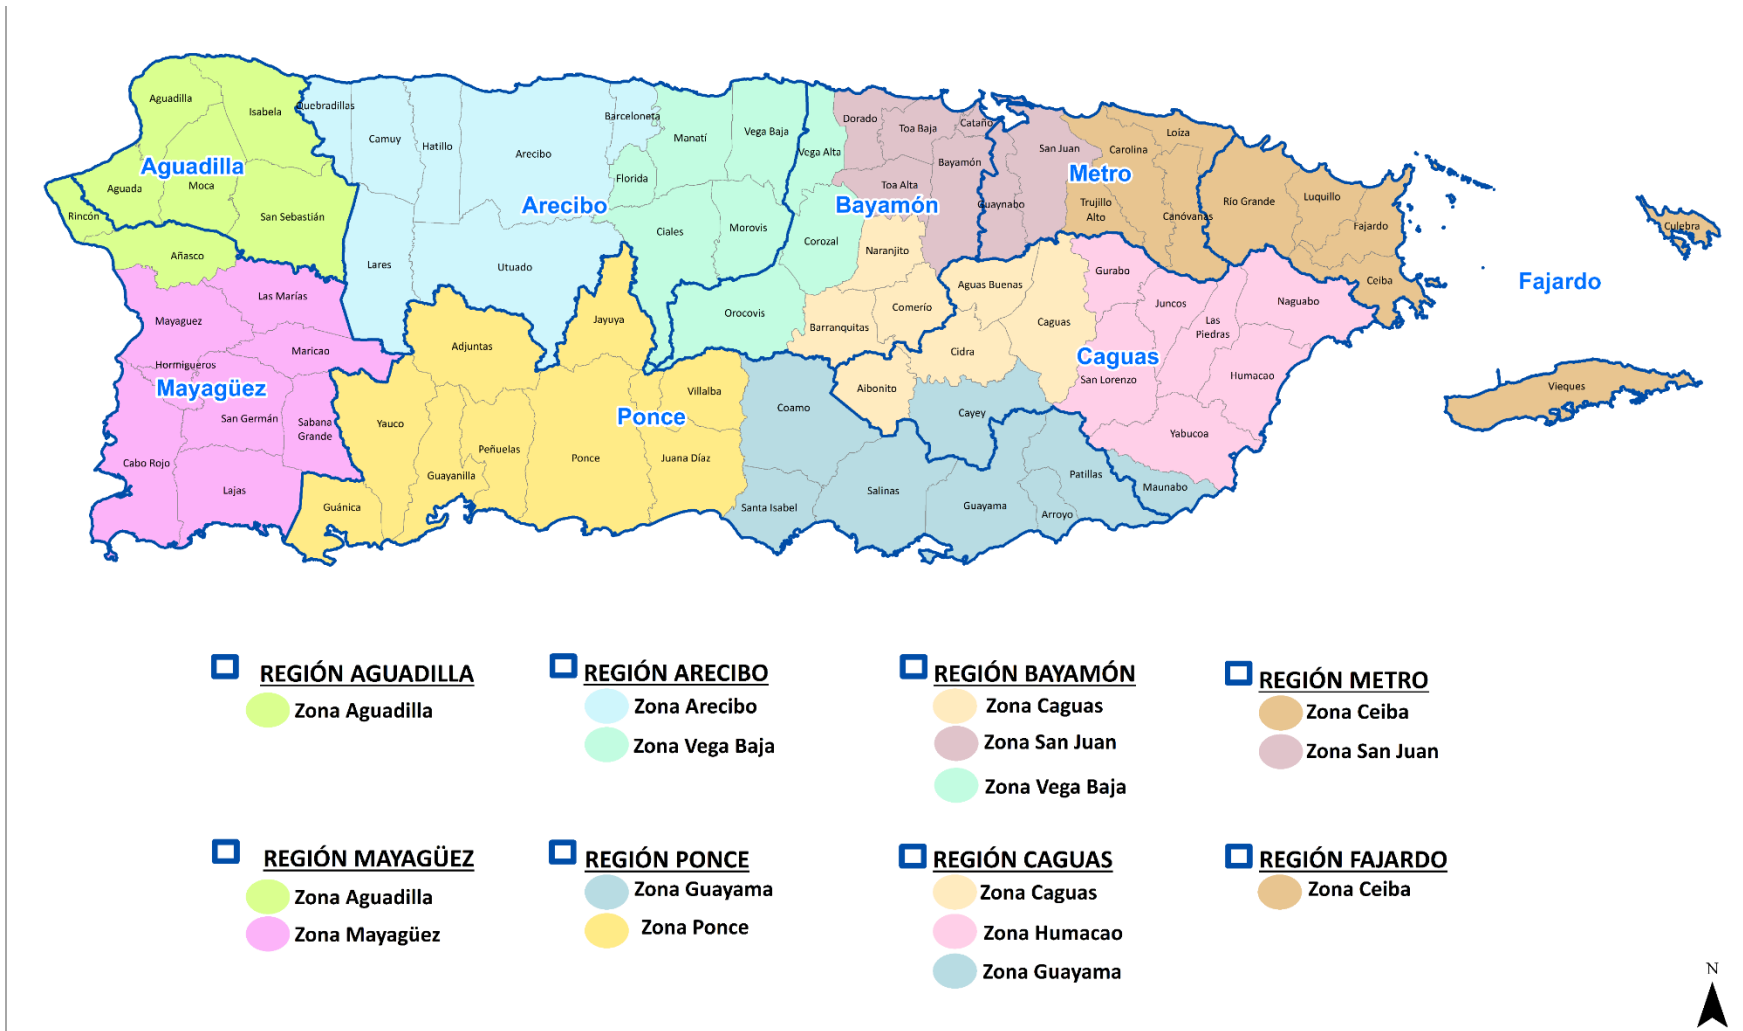 Aguadilla
Isabela
Quebradillas
Camuy
Hatillo
Arecibo
Barceloneta
Manatí
Vega Baja
Vega Alta
Dorado
Toa Baja
Cataño
Bayamón
San Juan
Carolina
Loíza
Aguadilla
Moca
Aguada
Rincón
San Sebastián
Añasco
Florida
Arecibo
Ciales
Morovis
Corozal
Toa Alta
Bayamón
Naranjito
Guaynabo
Metro
Trujillo
Alto
Canóvanas
Río Grande
Luquillo
Fajardo
Ceiba
Culebra
Fajardo
Vieques
Lares
Utuado
Las Marías
Mayaguez
Maricao
Hormigueros
Mayagüez
San Germán
Sabana
Grande
Cabo Rojo
Lajas
Adjuntas
Jayuya
Orocovis
Barranquitas
Comerío
Aguas Buenas
Caguas
Cidra
Aibonito
Gurabo
Juncos
Las
Piedras
Naguabo
Caguas
San Lorenzo
Humacao
Yabucoa
Yauco
Guánica
Guayanilla
Peñuelas
Ponce
Ponce
Villalba
Juana Díaz
Coamo
Santa Isabel
Salinas
Cayey
Guayama
Arroyo
Patillas
Maunabo
REGIÓN AGUADILLA
Zona Aguadilla
REGIÓN ARECIBO
Zona Arecibo
Zona Vega Baja
REGIÓN BAYAMÓN
Zona Caguas
Zona San Juan
Zona Vega Baja
REGIÓN METRO
Zona Ceiba
Zona San Juan
REGIÓN MAYAGÜEZ
Zona Aguadilla
Zona Mayagüez
REGIÓN PONCE
Zona Guayama
Zona Ponce
REGIÓN CAGUAS
Zona Caguas
Zona Humacao
Zona Guayama
REGIÓN FAJARDO
Zona Ceiba
N